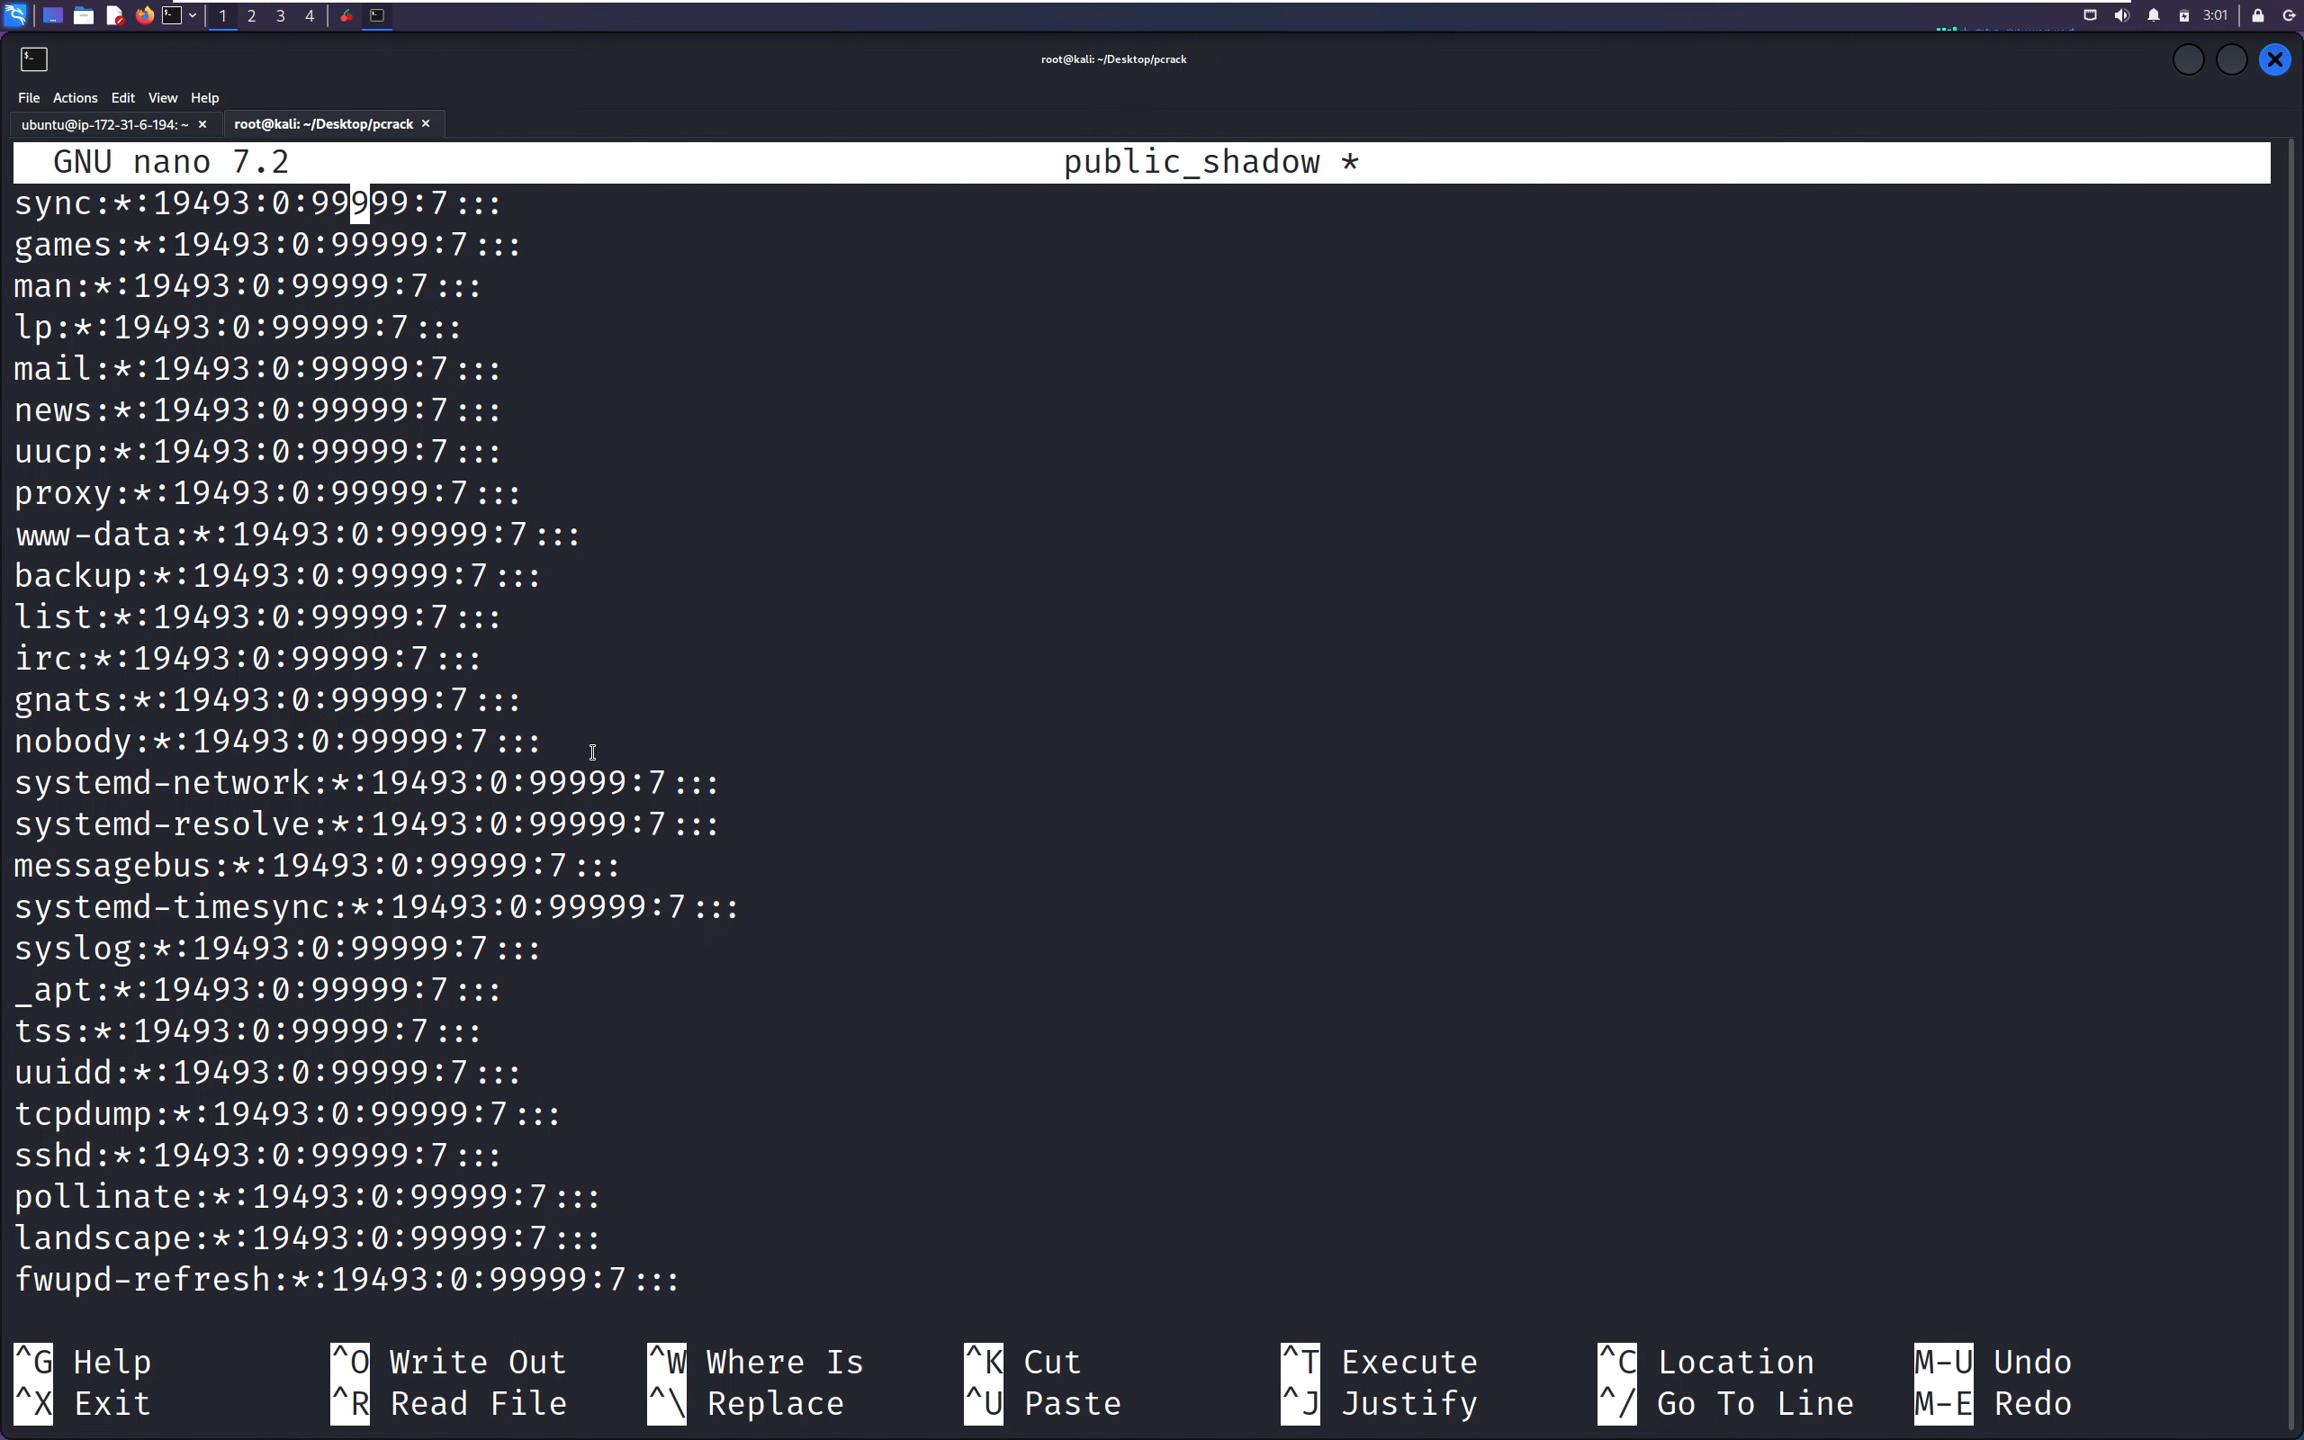 1 2 3 4
3:01
root@kali: ~/Desktop/pcrack
File Actions Edit View Help
ubuntu@ip-172-31-6-194: ~ × root@kali: ~/Desktop/pcrack ×
GNU nano 7.2 public_shadow *
sync:*:19493:0:99999:7:::
games:*:19493:0:99999:7:::
man:*:19493:0:99999:7:::
lp:*:19493:0:99999:7:::
mail:*:19493:0:99999:7:::
news:*:19493:0:99999:7:::
uucp:*:19493:0:99999:7:::
proxy:*:19493:0:99999:7:::
www-data:*:19493:0:99999:7:::
backup:*:19493:0:99999:7:::
list:*:19493:0:99999:7:::
irc:*:19493:0:99999:7:::
gnats:*:19493:0:99999:7:::
nobody:*:19493:0:99999:7:::
systemd-network:*:19493:0:99999:7:::
systemd-resolve:*:19493:0:99999:7:::
messagebus:*:19493:0:99999:7:::
systemd-timesync:*:19493:0:99999:7:::
syslog:*:19493:0:99999:7:::
_apt:*:19493:0:99999:7:::
tss:*:19493:0:99999:7:::
uuidd:*:19493:0:99999:7:::
tcpdump:*:19493:0:99999:7:::
sshd:*:19493:0:99999:7:::
pollinate:*:19493:0:99999:7:::
landscape:*:19493:0:99999:7:::
fwupd-refresh:*:19493:0:99999:7:::
^G Help ^O Write Out ^W Where Is ^K Cut ^T Execute ^C Location M-U Undo
^X Exit ^R Read File ^\ Replace ^U Paste ^J Justify ^/ Go To Line M-E Redo